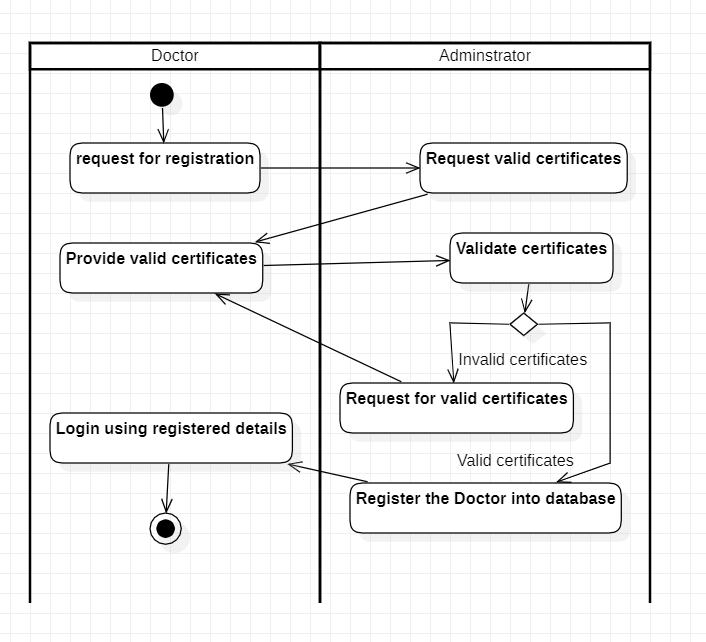 Doctor
Adminstrator
request for registration
Request valid certificates
Provide valid certificates
Validate certificates
Invalid certificates
Request for valid certificates
Login using registered details
Valid certificates
Register the Doctor into database